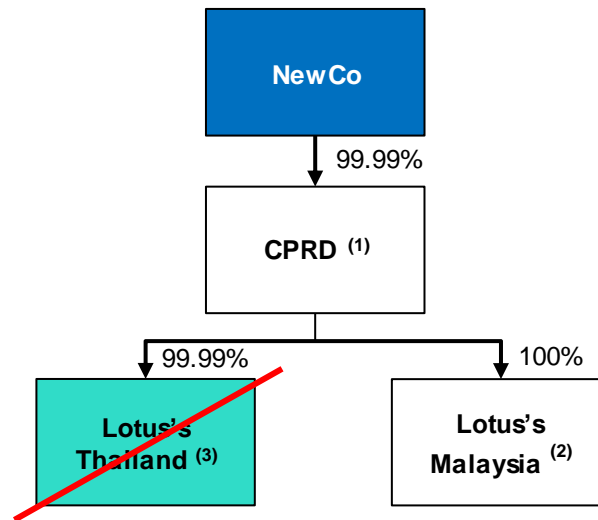 NewCo
99.99%
CPRD (1)
99.99%
100%
Lotus's
Thailand (3)
Lotus's
Malaysia (2)